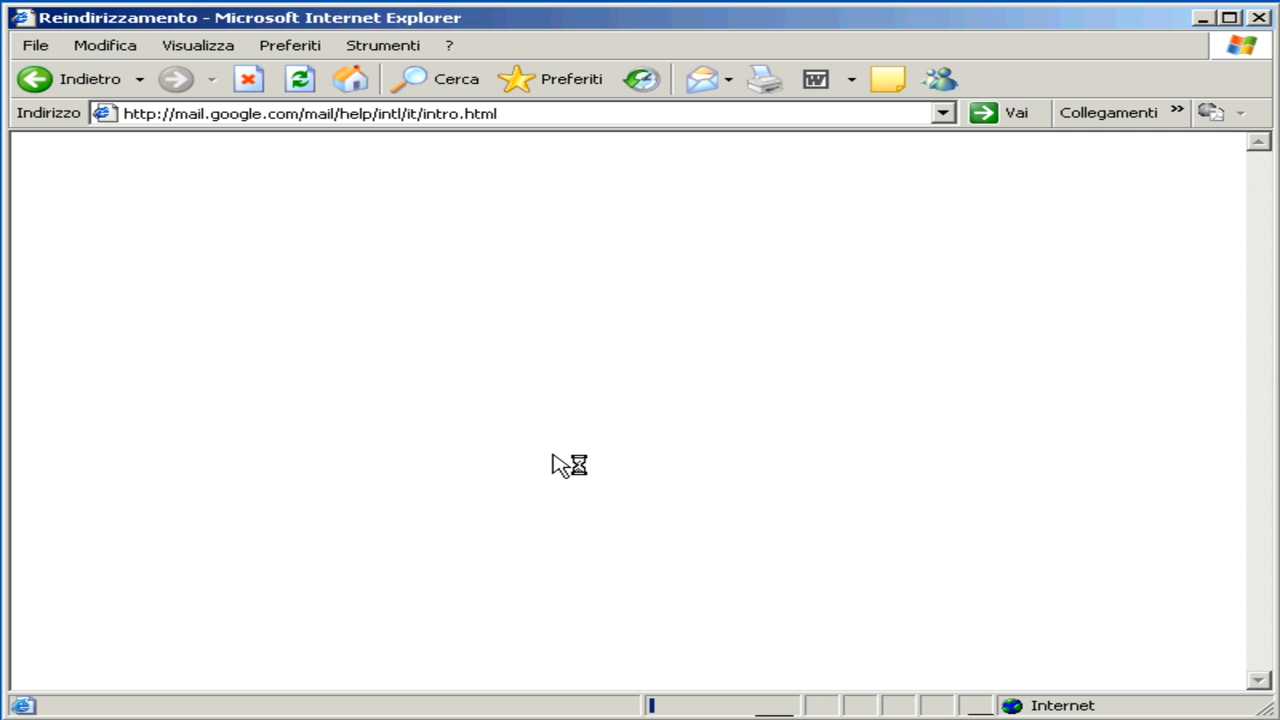 Reindirizzamento - Microsoft Internet Explorer
File Modifica Visualizza Preferiti Strumenti ?
Indietro Cerca Preferiti W
Indirizzo http://mail.google.com/mail/help/intl/it/intro.html Vai Collegamenti »
Internet